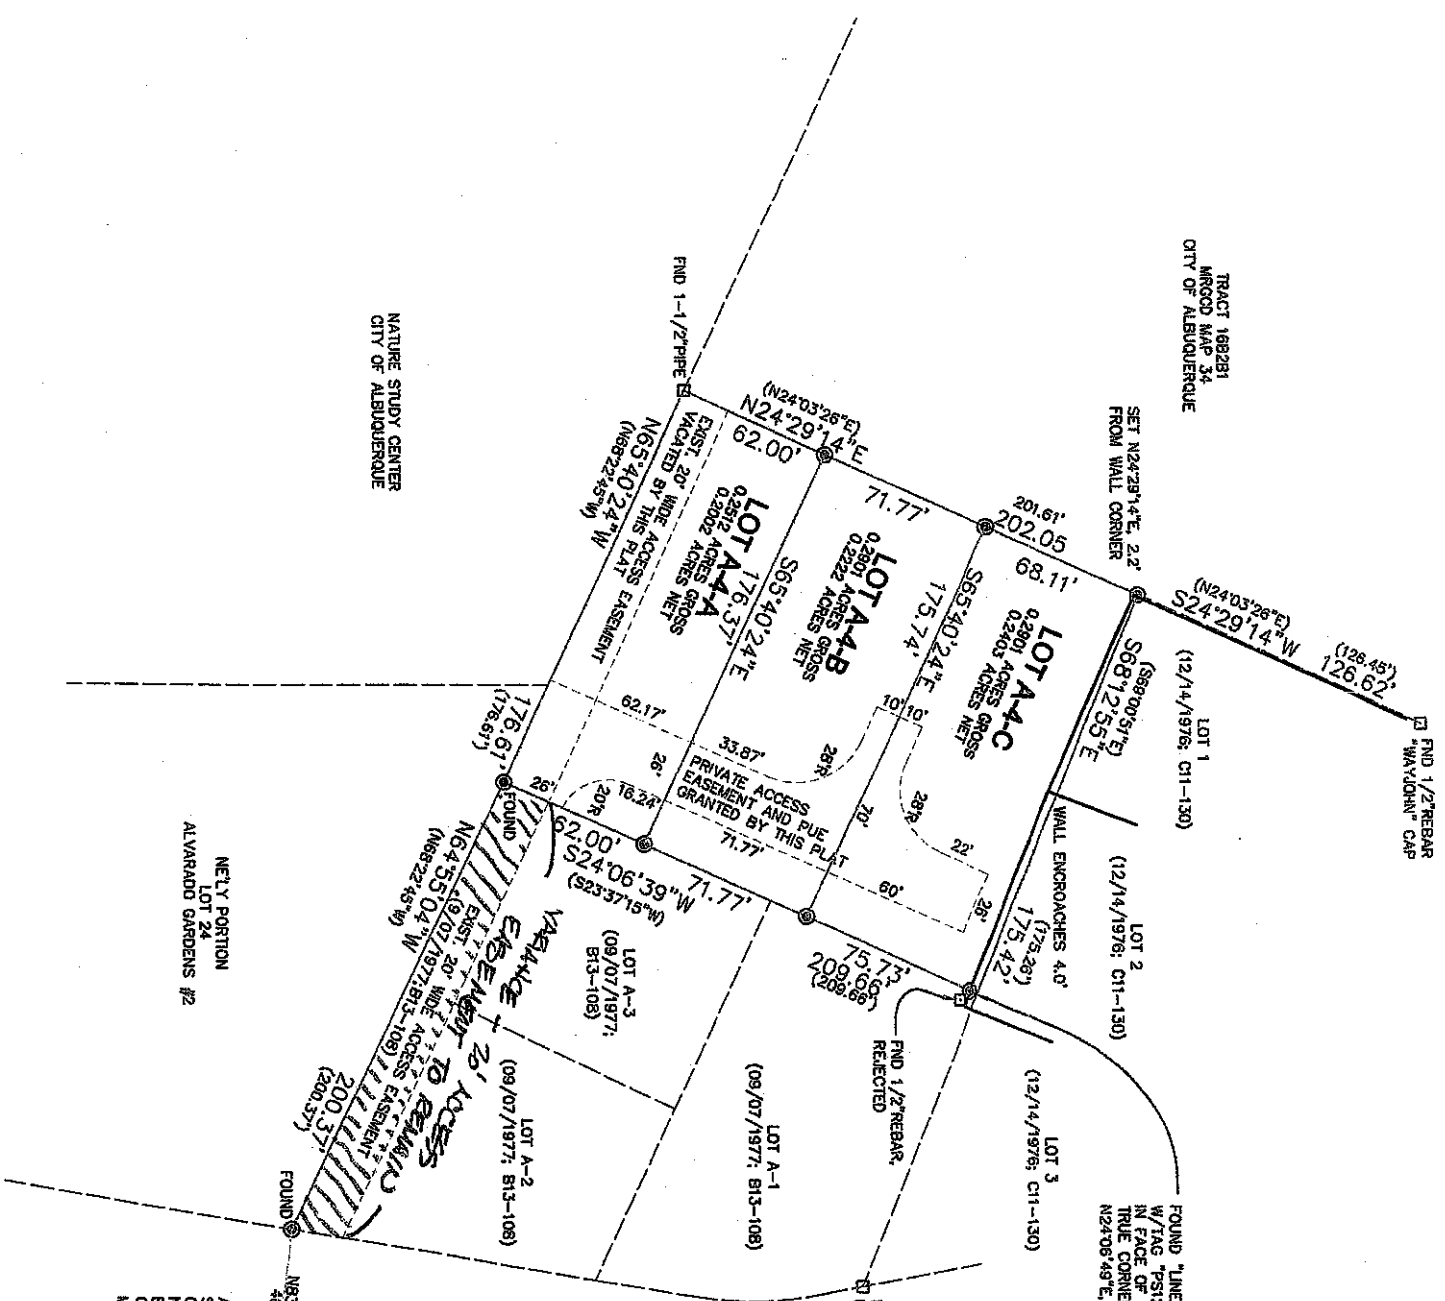 TRACT 16B2B1
MRGCD MAP 34
CITY OF ALBUQUERQUE
SET N24°29'14"E, 2.2'
FROM WALL CORNER
FND 1/2"REBAR
"WAYJOHN" CAP
(N24°03'26"E)
S24°29'14"W
(126.45')
126.62'
LOT 1
(12/14/1976; C11-130)
LOT 2
(12/14/1976; C11-130)
LOT 3
(12/14/1976; C11-130)
(S69°00'51"E)
S68°12'55"E
(175.26')
175.42'
WALL ENCROACHES 4.0'
FND 1-1/2"PIPE
(N24°03'26"E)
N24°29'14"E
62.00'
71.77'
201.61'
202.05
68.11'
LOT A-4-C
0.2901 ACRES GROSS
0.2403 ACRES NET
S65°40'24"E
175.74'
LOT A-4-B
0.2901 ACRES GROSS
0.2222 ACRES NET
S65°40'24"E
176.37'
LOT A-4-A
0.2512 ACRES GROSS
0.2002 ACRES NET
EXIST. 20' WIDE ACCESS EASEMENT
VACATED BY THIS PLAT
N65°40'24"W
(N68°22'45"W)
176.61'
(176.61')
62.17'
33.87'
28'R
10'
10'
28'R
22'
26'
60'
70'
26'
16.24'
20'R
26'
71.77'
PRIVATE ACCESS
EASEMENT AND PUE
GRANTED BY THIS PLAT
62.00'
S24°06'39"W
(S23°37'15"W)
71.77'
75.73'
209.66'
(209.66')
FND 1/2"REBAR,
REJECTED
FOUND "LINE
W/TAG "PS1
IN FACE OF
TRUE CORNE
N24°06'49"E,
NATURE STUDY CENTER
CITY OF ALBUQUERQUE
NE'LY PORTION
LOT 24
ALVARADO GARDENS #2
FOUND
N64°55'04"W
(N68°22'45"W)
200.37'
(200.37')
EXIST. 20' WIDE ACCESS EASEMENT
(9/07/1977;B13-108)
VARIANCE - 20' ACCESS
EASEMENT TO REMAIN
LOT A-3
(09/07/1977;
B13-108)
LOT A-2
(09/07/1977; B13-108)
LOT A-1
(09/07/1977; B13-108)
FOUND